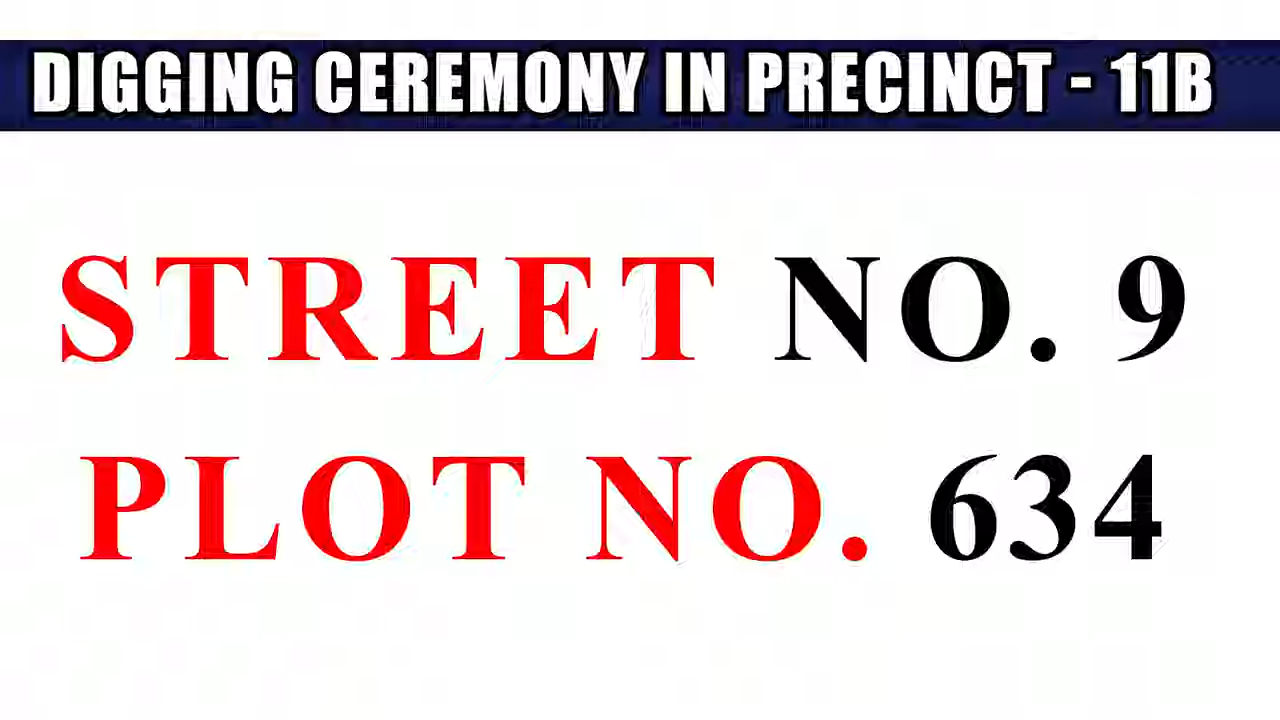 DIGGING CEREMONY IN PRECINCT - 11B
STREET NO. 9
PLOT NO. 634